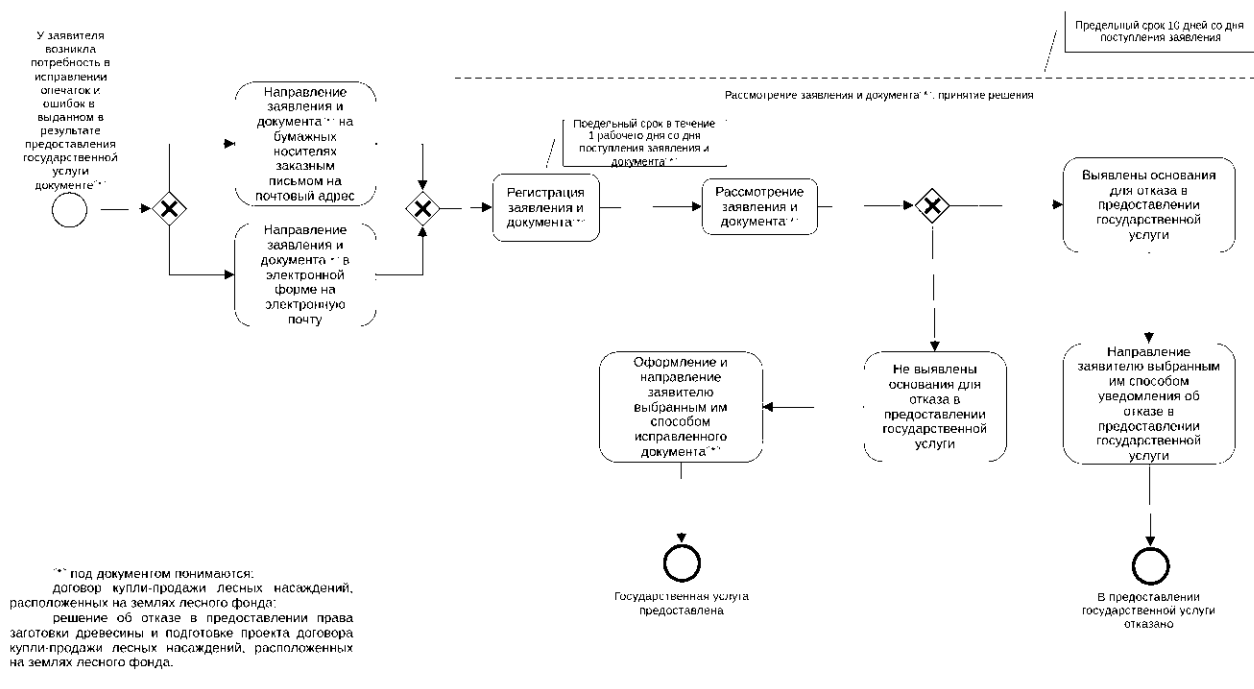 У заявителя
возникла
потребность в
исправлении
опечаток и
ошибок в
выданном в
результате
предоставления
государственной
услуги
документе"*"
Направление
заявления и
документа"*" на
бумажных
носителях
заказным
письмом на
почтовый адрес
Направление
заявления и
документа"*" в
электронной
форме на
электронную
почту
Предельный срок 10 дней со дня
поступления заявления
Рассмотрение заявления и документа"*", принятие решения
Предельный срок в течение
1 рабочего дня со дня
поступления заявления и
документа"*"
Регистрация
заявления и
документа"*"
Рассмотрение
заявления и
документа"*"
Выявлены основания
для отказа в
предоставлении
государственной
услуги
Оформление и
направление
заявителю
выбранным им
способом
исправленного
документа"*"
Не выявлены
основания для
отказа в
предоставлении
государственной
услуги
Направление
заявителю выбранным
им способом
уведомления об
отказе в
предоставлении
государственной
услуги
Государственная услуга
предоставлена
В предоставлении
государственной услуги
отказано
"*" под документом понимаются:
договор купли-продажи лесных насаждений,
расположенных на землях лесного фонда;
решение об отказе в предоставлении права
заготовки древесины и подготовке проекта договора
купли-продажи лесных насаждений, расположенных
на землях лесного фонда.